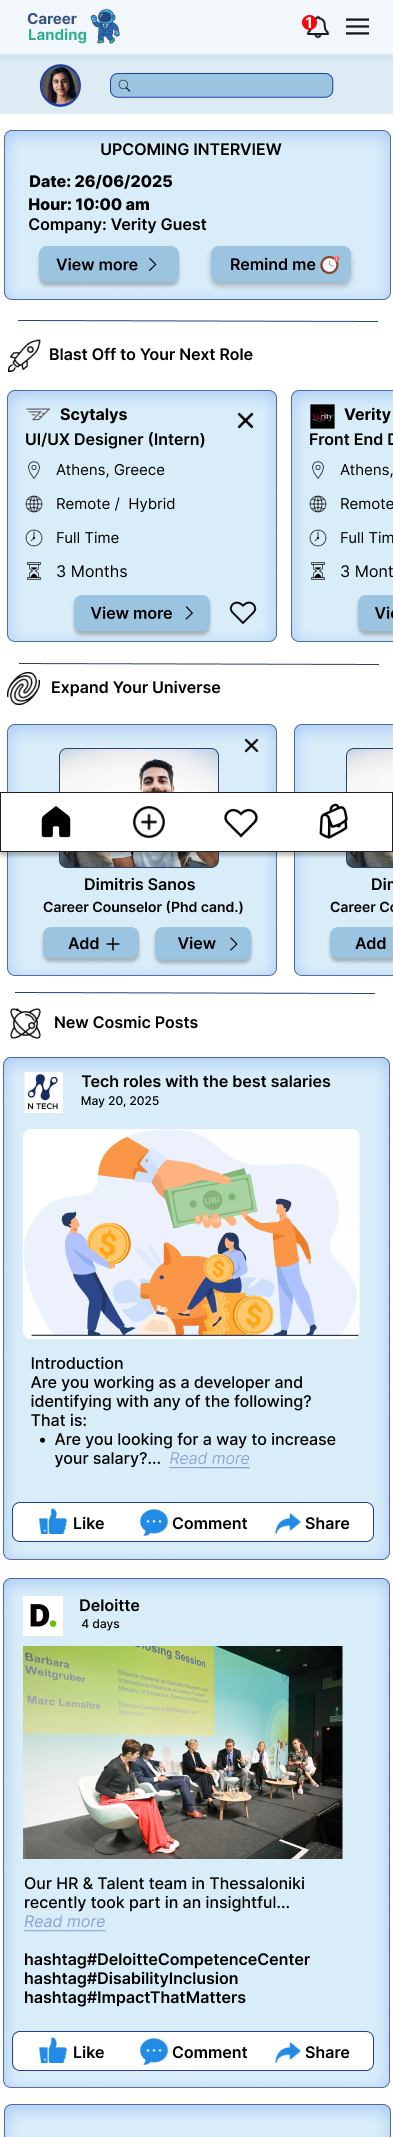 Career
Landing
1
UPCOMING INTERVIEW
Date: 26/06/2025
Hour: 10:00 am
Company: Verity Guest
View more
Remind me
Blast Off to Your Next Role
Scytalys
UI/UX Designer (Intern)
Athens, Greece
Remote / Hybrid
Full Time
3 Months
View more
Verity
Verity
Front End D
Athens,
Remote
Full Tim
3 Mont
Vi
Expand Your Universe
Dimitris Sanos
Career Counselor (Phd cand.)
Add
View
Din
Career Co
Add
New Cosmic Posts
N TECH
Tech roles with the best salaries
May 20, 2025
UBI
$
$
$
Introduction
Are you working as a developer and
identifying with any of the following?
That is:
• Are you looking for a way to increase
your salary?... Read more
Like
Comment
Share
D.
Deloitte
4 days
osing Session
Barbara
Weitgruber
Marc Lemaître
Our HR & Talent team in Thessaloniki
recently took part in an insightful...
Read more
hashtag#DeloitteCompetenceCenter
hashtag#DisabilityInclusion
hashtag#ImpactThatMatters
Like
Comment
Share